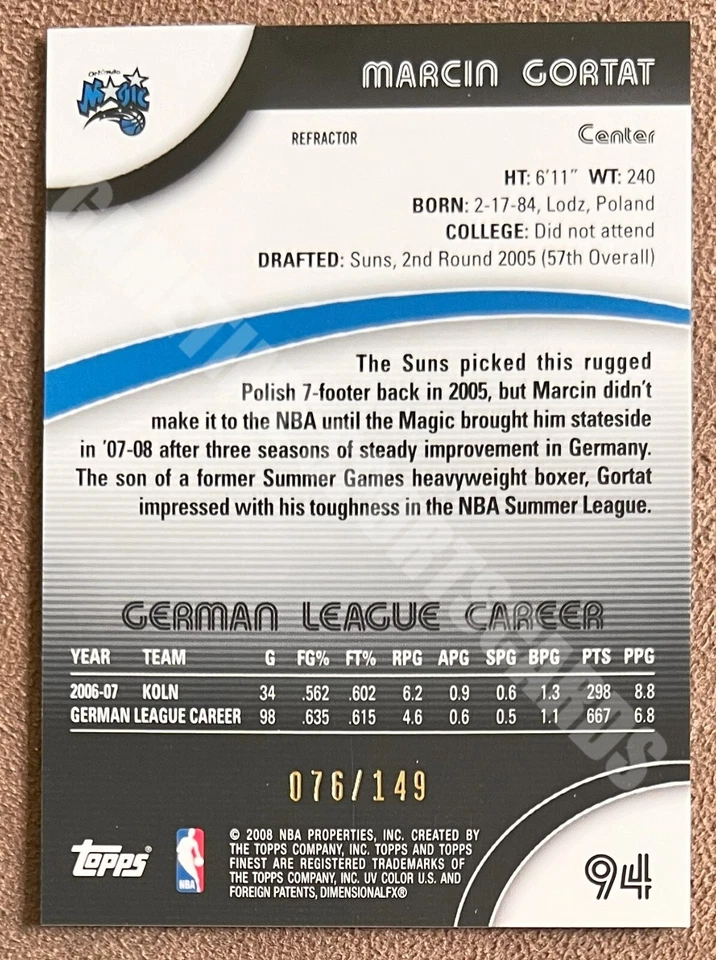 Orlando
MAGIC
MARCIN GORTAT
REFRACTOR
Center
HT: 6'11" WT: 240
BORN: 2-17-84, Lodz, Poland
COLLEGE: Did not attend
DRAFTED: Suns, 2nd Round 2005 (57th Overall)
The Suns picked this rugged
Polish 7-footer back in 2005, but Marcin didn't
make it to the NBA until the Magic brought him stateside
in '07-08 after three seasons of steady improvement in Germany.
The son of a former Summer Games heavyweight boxer, Gortat
impressed with his toughness in the NBA Summer League.
GERMAN LEAGUE CAREER
YEAR TEAM G FG% FT% RPG APG SPG BPG PTS PPG
2006-07 KOLN 34 .562 .602 6.2 0.9 0.6 1.3 298 8.8
GERMAN LEAGUE CAREER 98 .635 .615 4.6 0.6 0.5 1.1 667 6.8
076/149
topps®
NBA
© 2008 NBA PROPERTIES, INC. CREATED BY
THE TOPPS COMPANY, INC. TOPPS AND TOPPS
FINEST ARE REGISTERED TRADEMARKS OF
THE TOPPS COMPANY, INC. UV COLOR U.S. AND
FOREIGN PATENTS, DIMENSIONALFX®
94